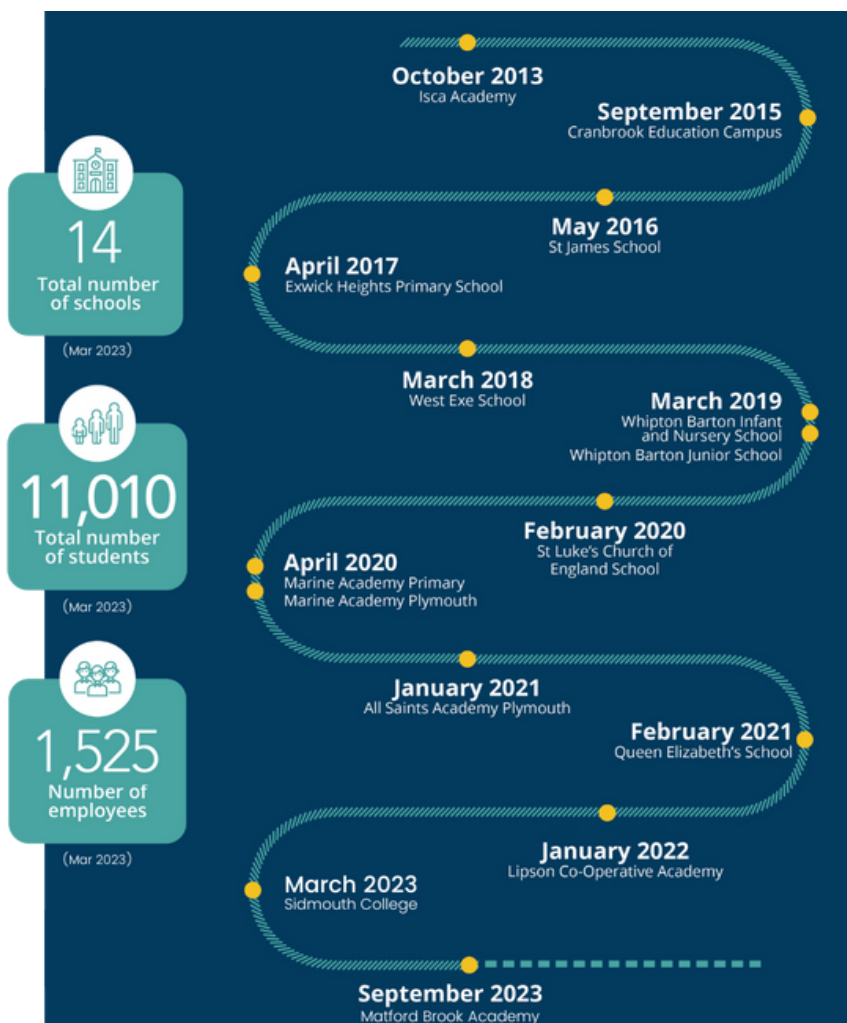 October 2013
Isca Academy
September 2015
Cranbrook Education Campus
May 2016
St James School
April 2017
Exwick Heights Primary School
March 2018
West Exe School
March 2019
Whipton Barton Infant
and Nursery School
Whipton Barton Junior School
February 2020
St Luke's Church of
England School
April 2020
Marine Academy Primary
Marine Academy Plymouth
January 2021
All Saints Academy Plymouth
February 2021
Queen Elizabeth's School
January 2022
Lipson Co-Operative Academy
March 2023
Sidmouth College
September 2023
Matford Brook Academy
14
Total number
of schools
(Mar 2023)
11,010
Total number
of students
(Mar 2023)
1,525
Number of
employees
(Mar 2023)